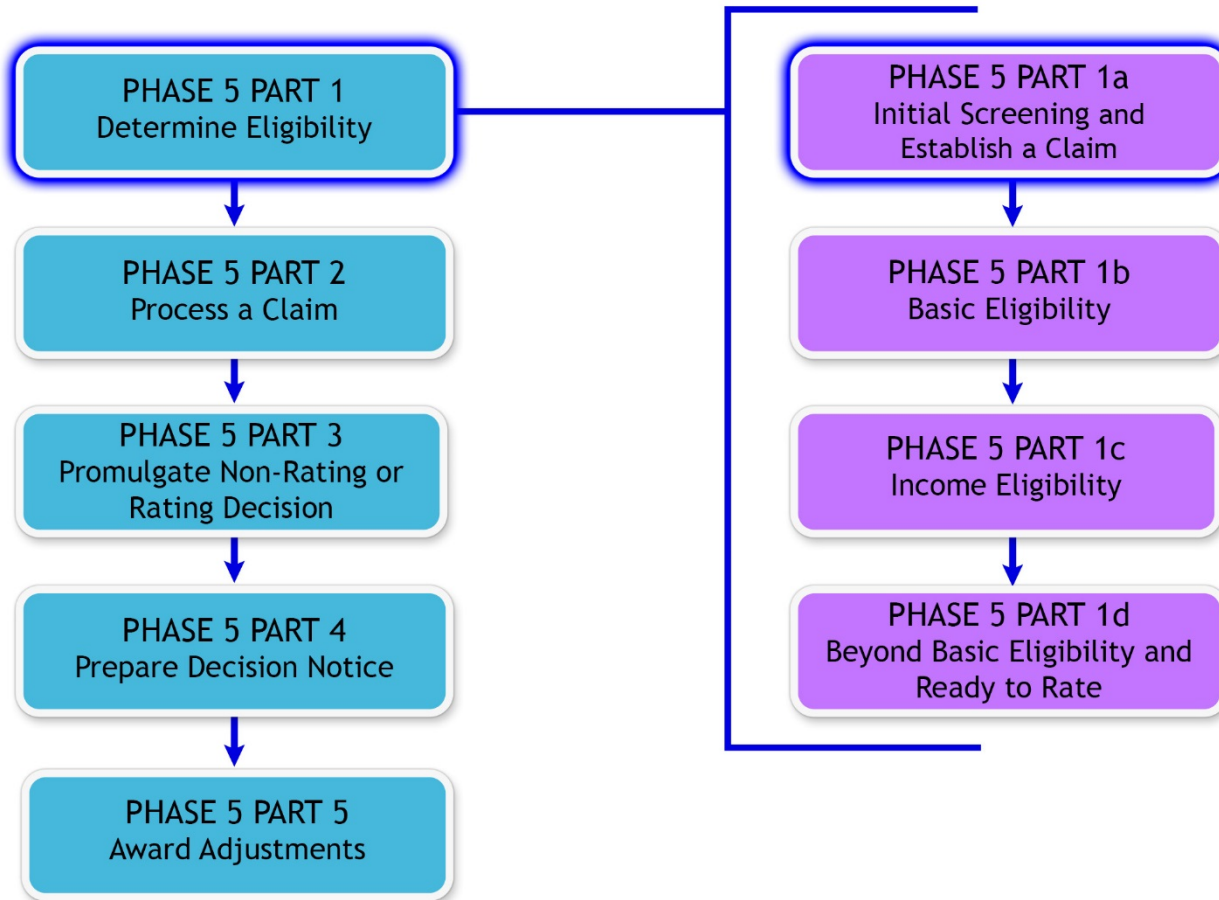 PHASE 5 PART 1
Determine Eligibility
PHASE 5 PART 2
Process a Claim
PHASE 5 PART 3
Promulgate Non-Rating or
Rating Decision
PHASE 5 PART 4
Prepare Decision Notice
PHASE 5 PART 5
Award Adjustments
PHASE 5 PART 1a
Initial Screening and
Establish a Claim
PHASE 5 PART 1b
Basic Eligibility
PHASE 5 PART 1c
Income Eligibility
PHASE 5 PART 1d
Beyond Basic Eligibility and
Ready to Rate